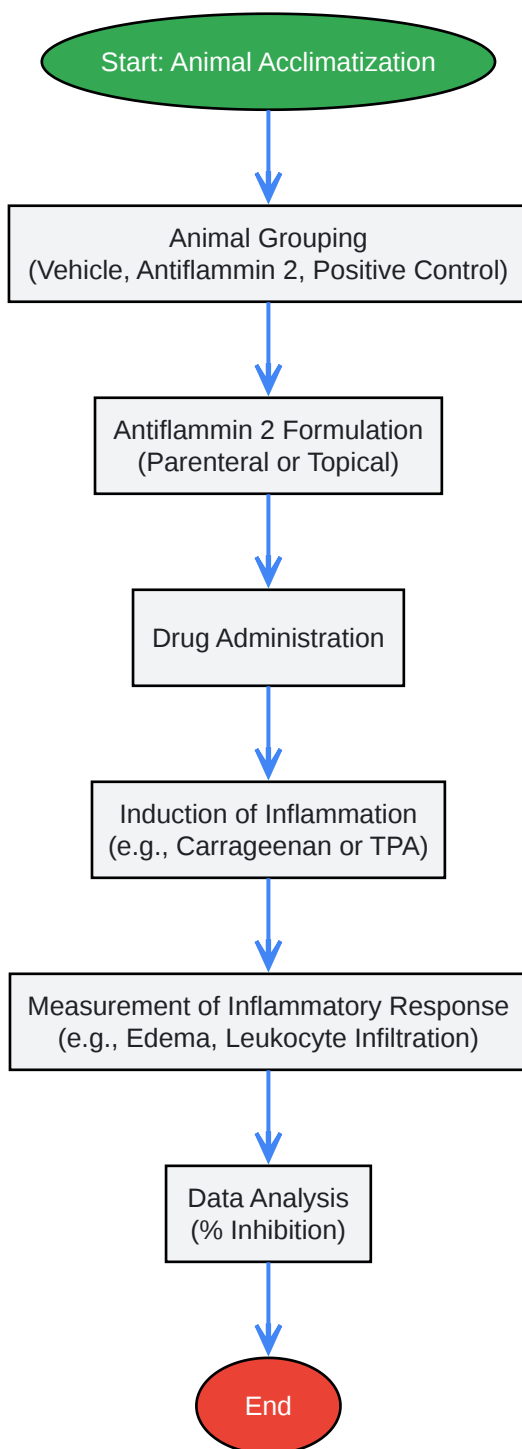 Start: Animal Acclimatization
Animal Grouping
(Vehicle, Antiflammin 2, Positive Control)
Antiflammin 2 Formulation
(Parenteral or Topical)
Drug Administration
Induction of Inflammation
(e.g., Carrageenan or TPA)
Measurement of Inflammatory Response
(e.g., Edema, Leukocyte Infiltration)
Data Analysis
(% Inhibition)
End